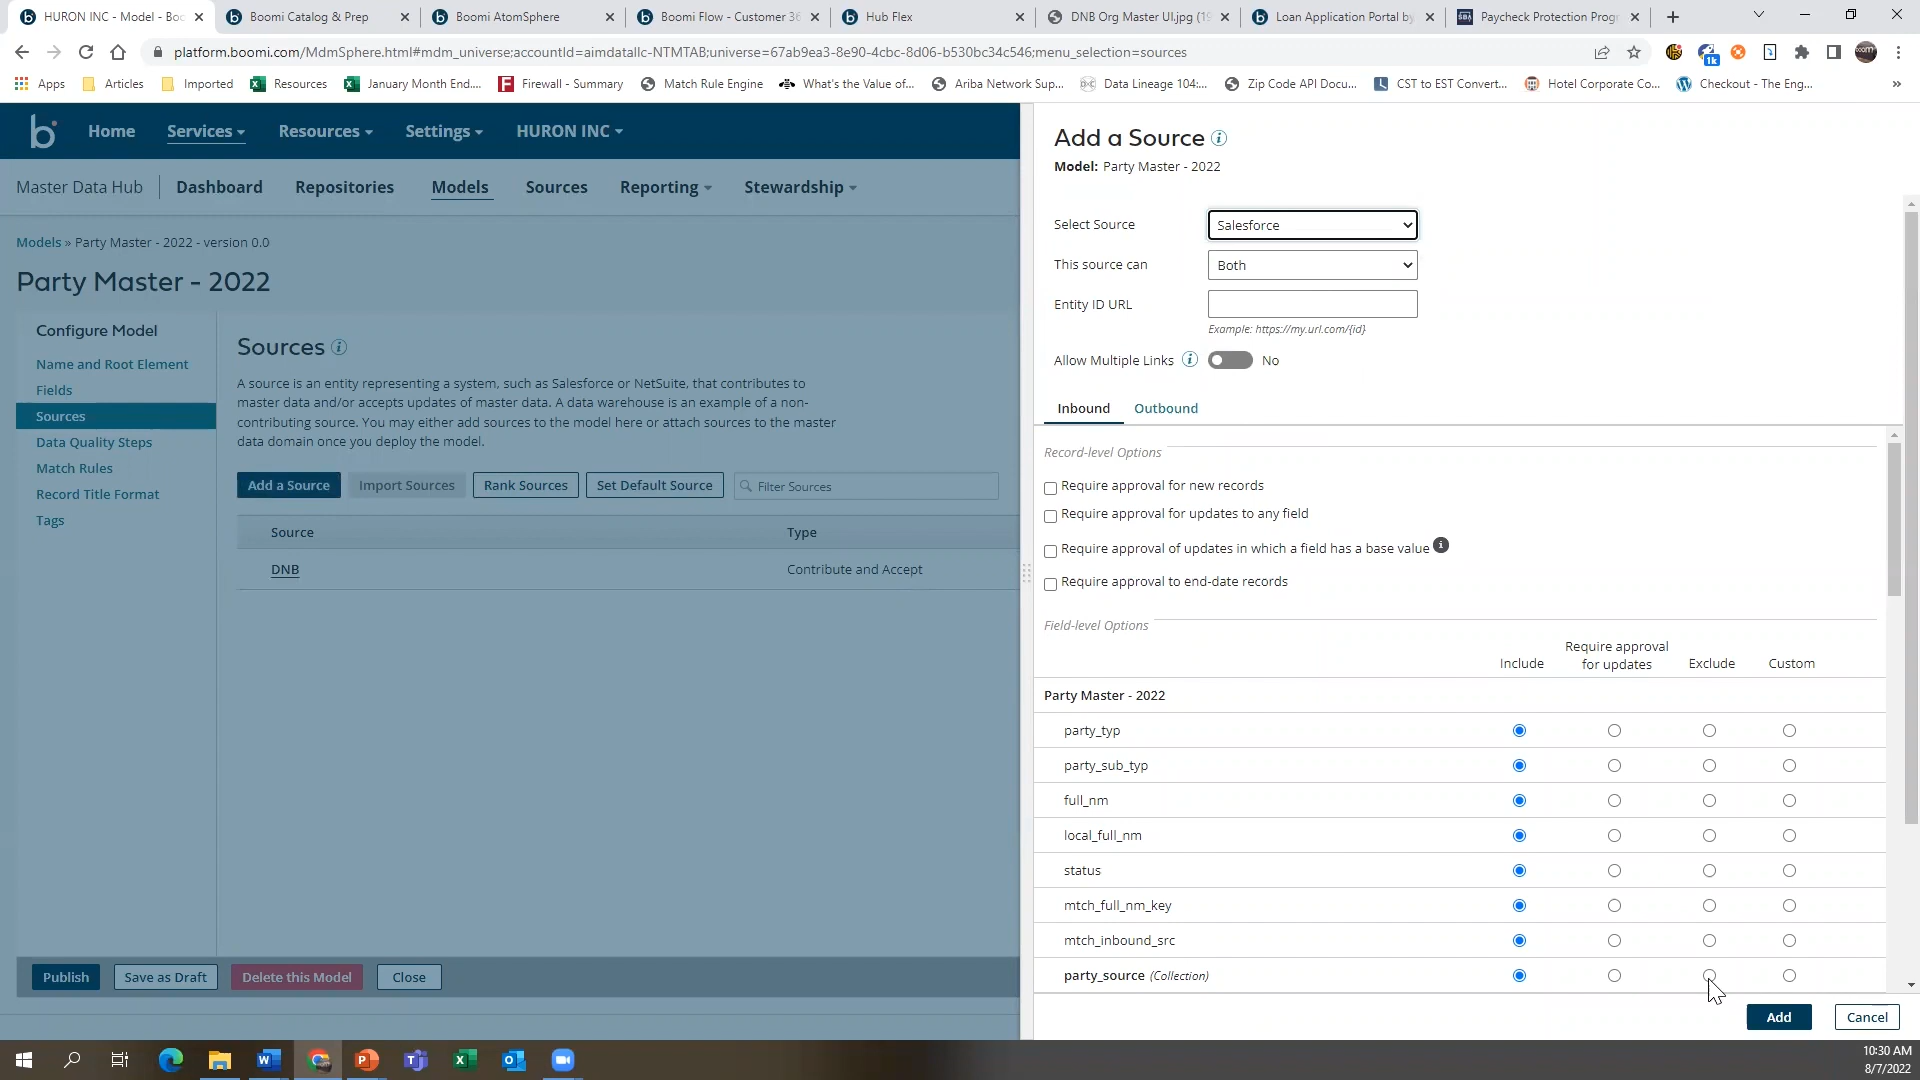 HURON INC - Model - Boo
Boomi Catalog & Prep
Boomi AtomSphere
Boomi Flow - Customer 36
Hub Flex
DNB Org Master UI.jpg (19
Loan Application Portal by
Paycheck Protection Progr
platform.boomi.com/MdmSphere.html#mdm_universe;accountId=aimdatallc-NTMTAB;universe=67ab9ea3-8e90-4cbc-8d06-b530bc34c546;menu_selection=sources
1k
Apps
Articles
Imported
Resources
January Month End....
Firewall - Summary
Match Rule Engine
What's the Value of...
Ariba Network Sup...
Data Lineage 104:...
Zip Code API Docu...
CST to EST Convert...
Hotel Corporate Co...
Checkout - The Eng...
Home
Services
Resources
Settings
HURON INC
Master Data Hub
Dashboard
Repositories
Models
Sources
Reporting
Stewardship
Models » Party Master - 2022 - version 0.0
Party Master - 2022
Configure Model
Name and Root Element
Fields
Sources
Data Quality Steps
Match Rules
Record Title Format
Tags
Sources
A source is an entity representing a system, such as Salesforce or NetSuite, that contributes to
master data and/or accepts updates of master data. A data warehouse is an example of a non-
contributing source. You may either add sources to the model here or attach sources to the master
data domain once you deploy the model.
Add a Source
Import Sources
Rank Sources
Set Default Source
Filter Sources
Source
Type
DNB
Contribute and Accept
Publish
Save as Draft
Delete this Model
Close
Add a Source
Model: Party Master - 2022
Select Source
Salesforce
This source can
Both
Entity ID URL
Example: https://my.url.com/{id}
Allow Multiple Links
No
Inbound
Outbound
Record-level Options
Require approval for new records
Require approval for updates to any field
Require approval of updates in which a field has a base value
Require approval to end-date records
Field-level Options
Include
Require approval
for updates
Exclude
Custom
Party Master - 2022
party_typ
party_sub_typ
full_nm
local_full_nm
status
mtch_full_nm_key
mtch_inbound_src
party_source (Collection)
Add
Cancel
10:30 AM
8/7/2022